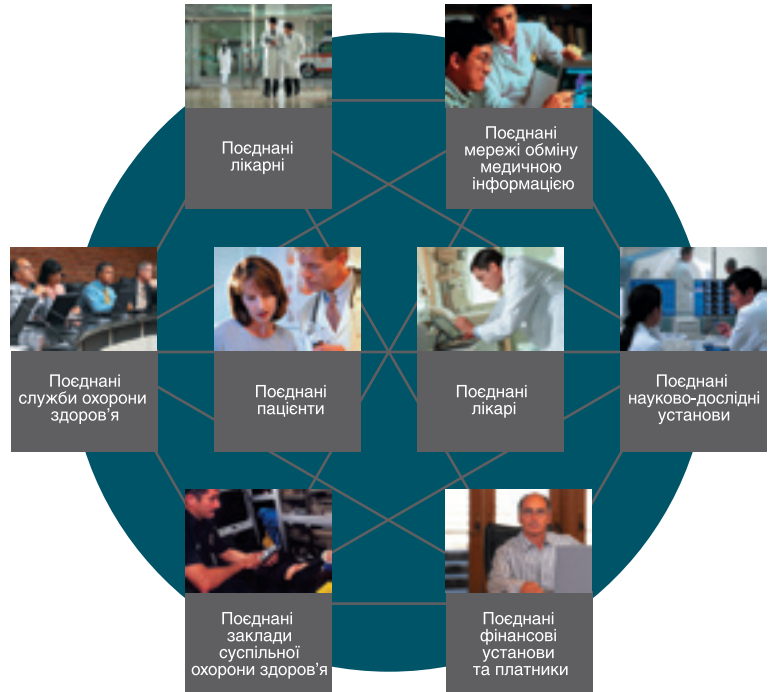 Поєднані
лікарні
Поєднані
мережі обміну
медичною
інформацією
Поєднані
служби охорони
здоров’я
Поєднані
пацієнти
Поєднані
лікарі
Поєднані
науково-дослідні
установи
Поєднані
заклади
суспільної
охорони здоров’я
Поєднані
фінансові
установи
та платники